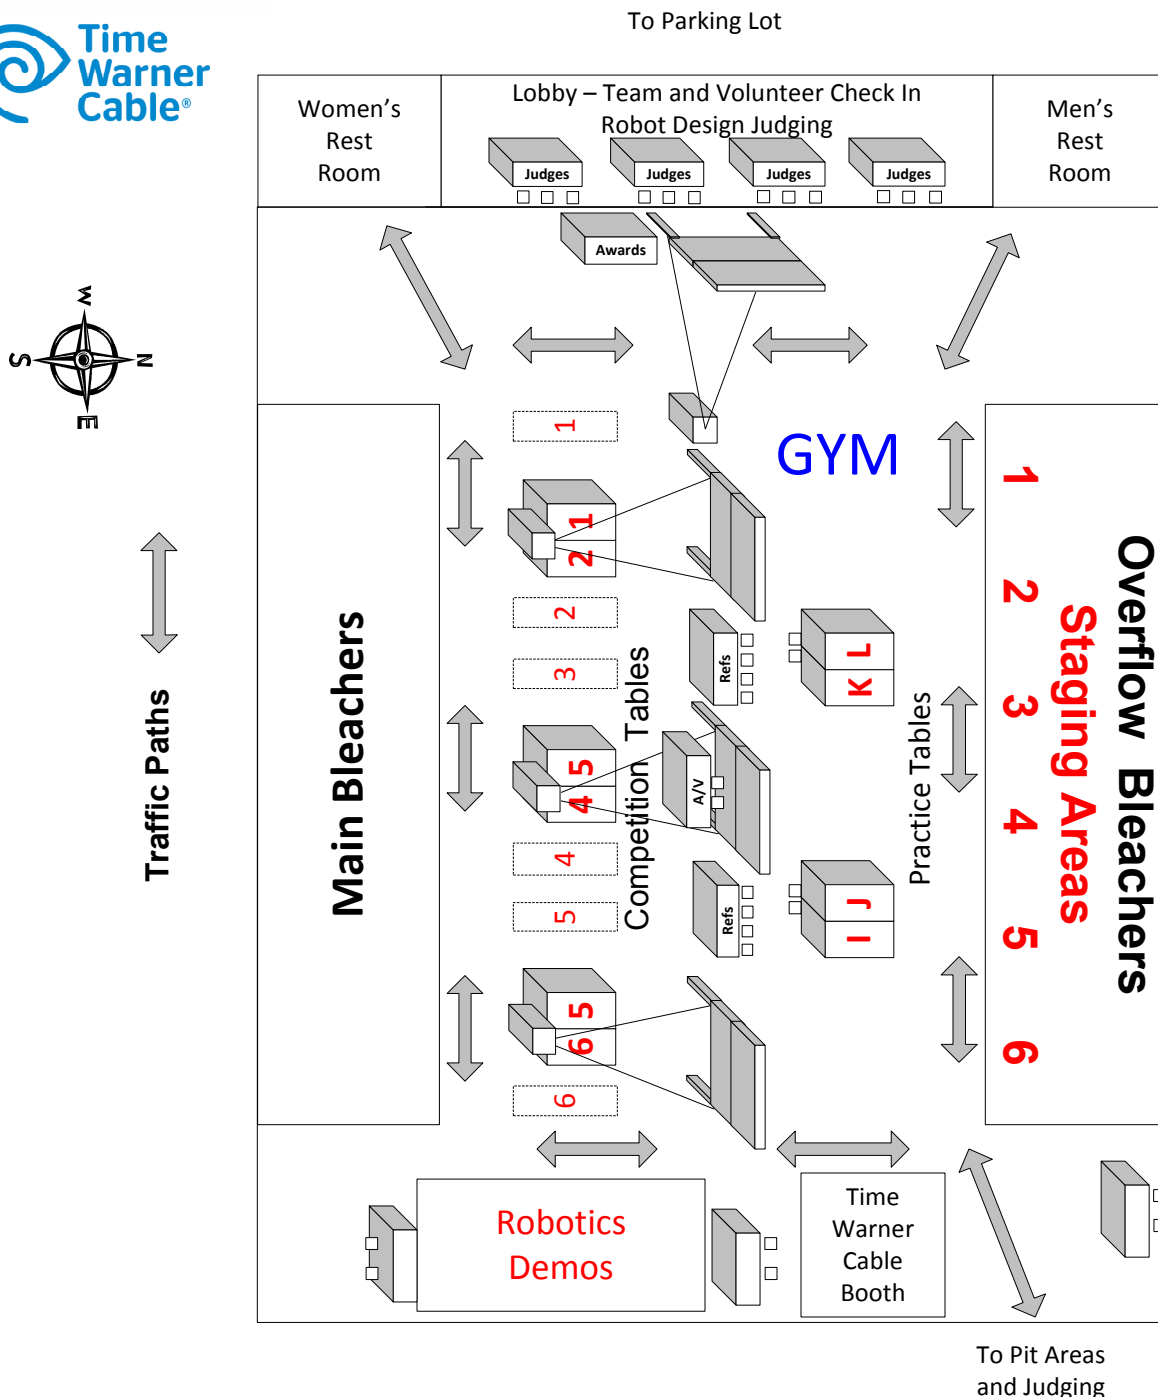 To Parking Lot
Time
Warner
Cable®
Women's
Rest
Room
Lobby – Team and Volunteer Check In
Robot Design Judging
Men's
Rest
Room
Judges
Judges
Judges
Judges
Awards
W
N
S
E
GYM
1
1
2
2
3
5
4
4
5
5
6
6
Refs
A/V
Refs
L
K
J
I
Competition Tables
Practice Tables
Main Bleachers
Traffic Paths
1
2
3
4
5
6
Staging Areas
Overflow Bleachers
Robotics
Demos
Time
Warner
Cable
Booth
To Pit Areas
and Judging